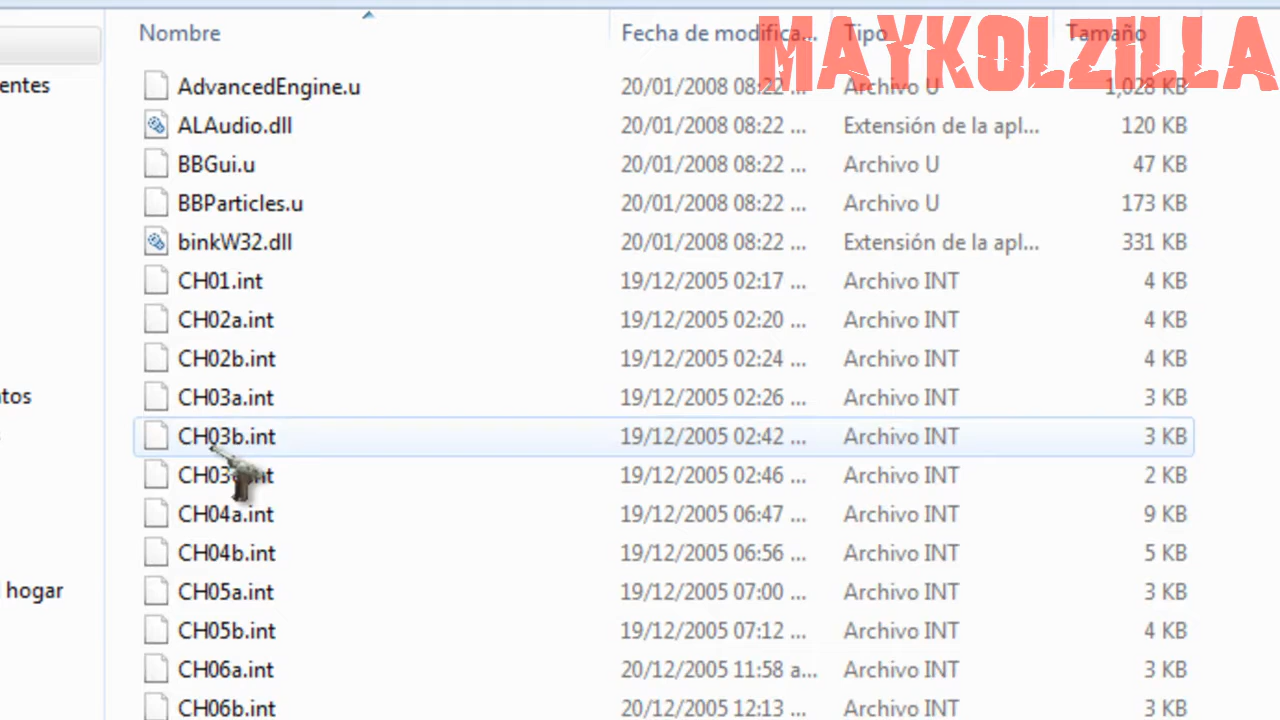 MAYKOLZILLA
Nombre Fecha de modifica... Tipo Tamaño
AdvancedEngine.u 20/01/2008 08:22 ... Archivo U 1,028 KB
entes
ALAudio.dll 20/01/2008 08:22 ... Extensión de la apl... 120 KB
BBGui.u 20/01/2008 08:22 ... Archivo U 47 KB
BBParticles.u 20/01/2008 08:22 ... Archivo U 173 KB
binkW32.dll 20/01/2008 08:22 ... Extensión de la apl... 331 KB
CH01.int 19/12/2005 02:17 ... Archivo INT 4 KB
CH02a.int 19/12/2005 02:20 ... Archivo INT 4 KB
CH02b.int 19/12/2005 02:24 ... Archivo INT 4 KB
tos
CH03a.int 19/12/2005 02:26 ... Archivo INT 3 KB
CH03b.int 19/12/2005 02:42 ... Archivo INT 3 KB
19/12/2005 02:46 ... Archivo INT 2 KB
CH04a.int 19/12/2005 06:47 ... Archivo INT 9 KB
CH04b.int 19/12/2005 06:56 ... Archivo INT 5 KB
hogar
CH05a.int 19/12/2005 07:00 ... Archivo INT 3 KB
CH05b.int 19/12/2005 07:12 ... Archivo INT 4 KB
CH06a.int 20/12/2005 11:58 a... Archivo INT 3 KB
CH06b.int 20/12/2005 12:13 ... Archivo INT 3 KB